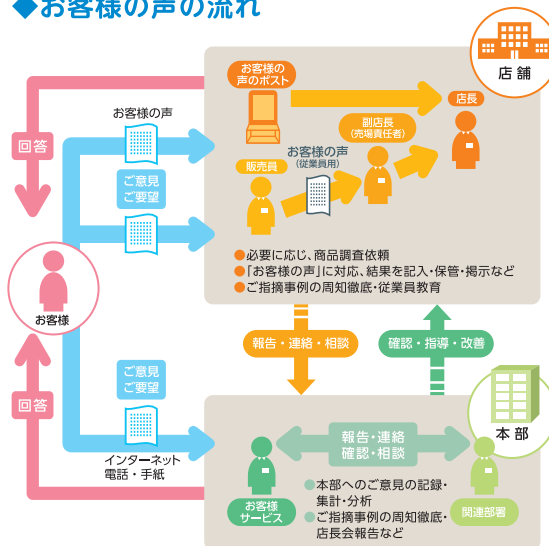 ◆お客様の声の流れ
店舗
お客様の
声のポスト
店長
副店長
(売場責任者)
お客様の声
(従業員用)
販売員
お客様の声
回答
ご意見
ご要望
●必要に応じ、商品調査依頼
●「お客様の声」に対応、結果を記入・保管・掲示など
●ご指摘事例の周知徹底・従業員教育
お客様
報告・連絡・相談
確認・指導・改善
ご意見
ご要望
回答
インターネット
電話・手紙
本部
報告・連絡
確認・相談
お客様
サービス
関連部署
●本部へのご意見の記録・
集計・分析
●ご指摘事例の周知徹底・
店長会報告など